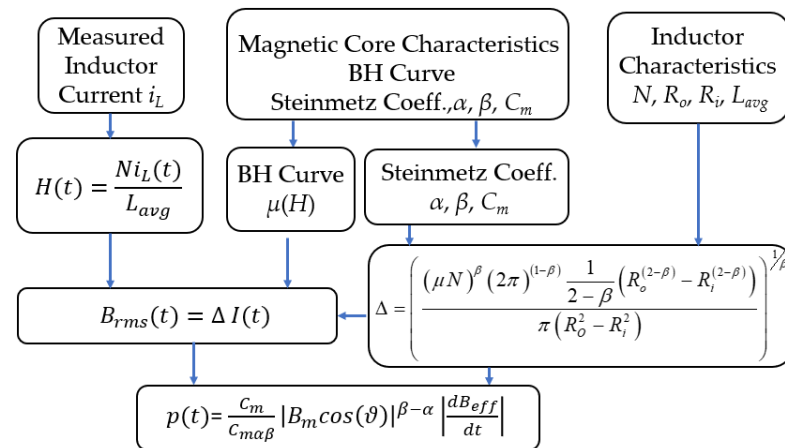 Measured
Inductor
Current i_L
Magnetic Core Characteristics
BH Curve
Steinmetz Coeff.,α, β, C_m
Inductor
Characteristics
N, R_o, R_i, L_avg
H(t) = Ni_L(t) / L_avg
BH Curve
μ(H)
Steinmetz Coeff.
α, β, C_m
Δ = ( ( (μN)^β (2π)^(1-β) 1/(2-β) (R_o^(2-β) − R_i^(2-β)) ) / ( π(R_O^2 − R_i^2) ) )^(1/β)
B_rms(t) = Δ I(t)
p(t)= C_m/C_mαβ |B_m cos(ϑ)|^(β−α) |dB_eff/dt|